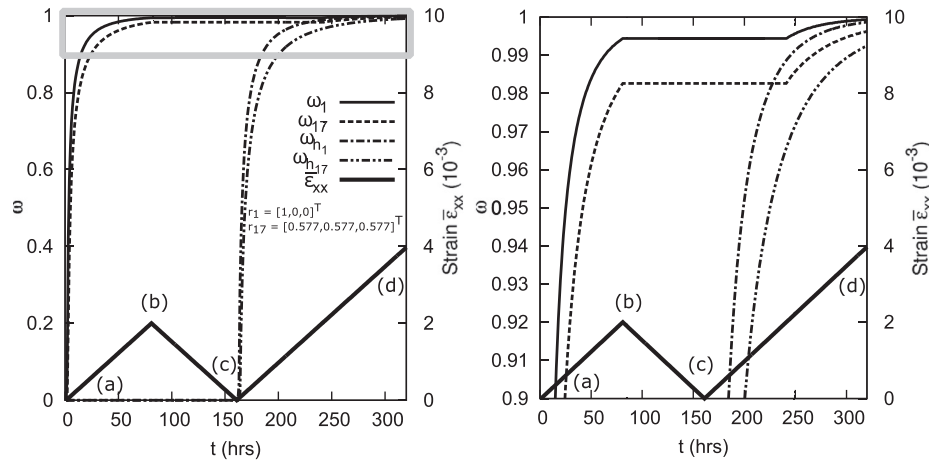 1
0.8
0.6
0.4
0.2
0
ω
10
8
6
4
2
0
Strain ε̅xx (10⁻³)
ω1
ω17
ωh1
ωh17
ε̅xx
r1 = [1,0,0]ᵀ
r17 = [0.577,0.577,0.577]ᵀ
(a)
(b)
(c)
(d)
0 50 100 150 200 250 300
t (hrs)
1
0.99
0.98
0.97
0.96
0.95
0.94
0.93
0.92
0.91
0.9
ω
10
8
6
4
2
0
Strain ε̅xx (10⁻³)
(a)
(b)
(c)
(d)
0 50 100 150 200 250 300
t (hrs)